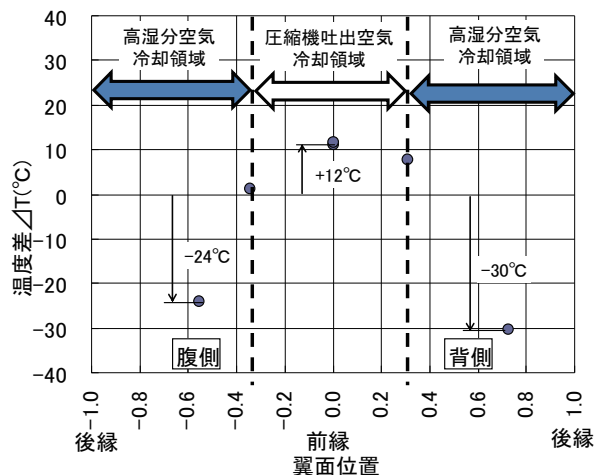 高湿分空気
冷却領域
圧縮機吐出空気
冷却領域
高湿分空気
冷却領域
40
30
20
10
0
-10
-20
-30
-40
温度差⊿T(℃)
+12℃
-24℃
-30℃
腹側
背側
-1.0
-0.8
-0.6
-0.4
-0.2
0.0
0.2
0.4
0.6
0.8
1.0
後縁
前縁
後縁
翼面位置